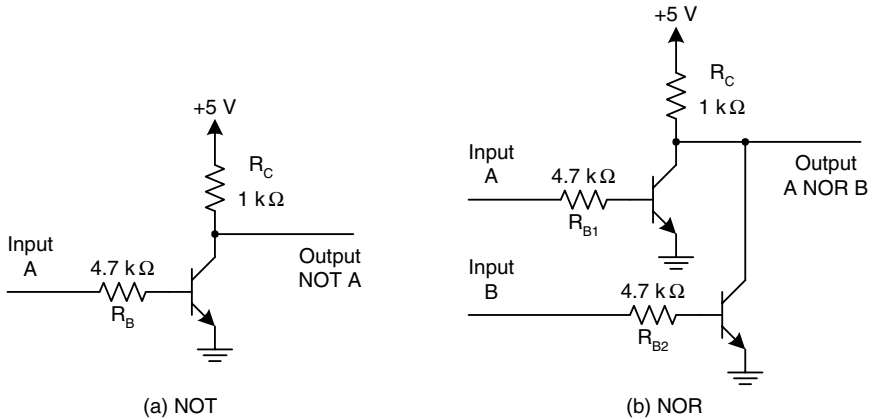 +5 V
R_C
1 kΩ
Input
A
4.7 kΩ
R_B
Output
NOT A
(a) NOT
+5 V
R_C
1 kΩ
Input
A
4.7 kΩ
R_B1
Output
A NOR B
Input
B
4.7 kΩ
R_B2
(b) NOR